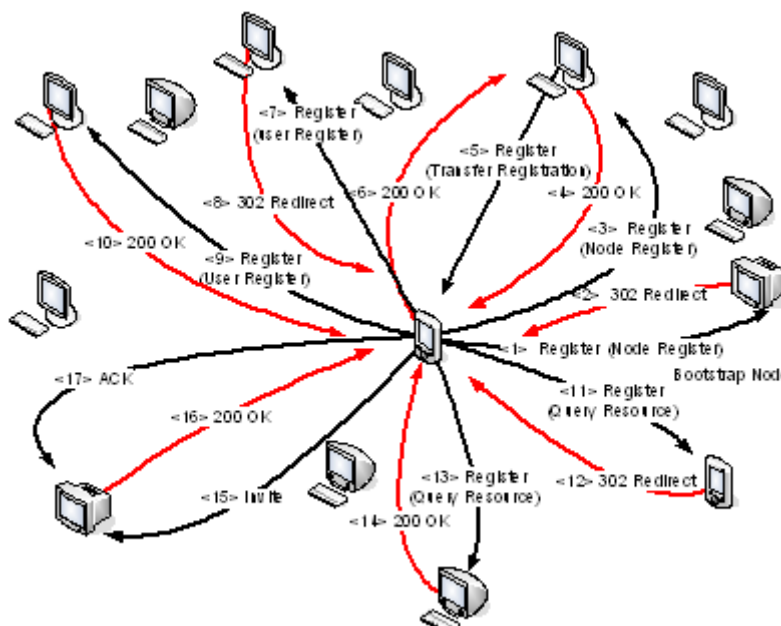 <7> Register
(User Register)
<5> Register
(Transfer Registration)
<8> 302 Redirect
<6> 200 OK
<4> 200 OK
<3> Register
(Node Register)
<10> 200 OK
<9> Register
(User Register)
<2> 302 Redirect
<1> Register (Node Register)
Bootstrap Node
<17> ACK
<11> Register
(Query Resource)
<16> 200 OK
<12> 302 Redirect
<13> Register
(Query Resource)
<15> Invite
<14> 200 OK